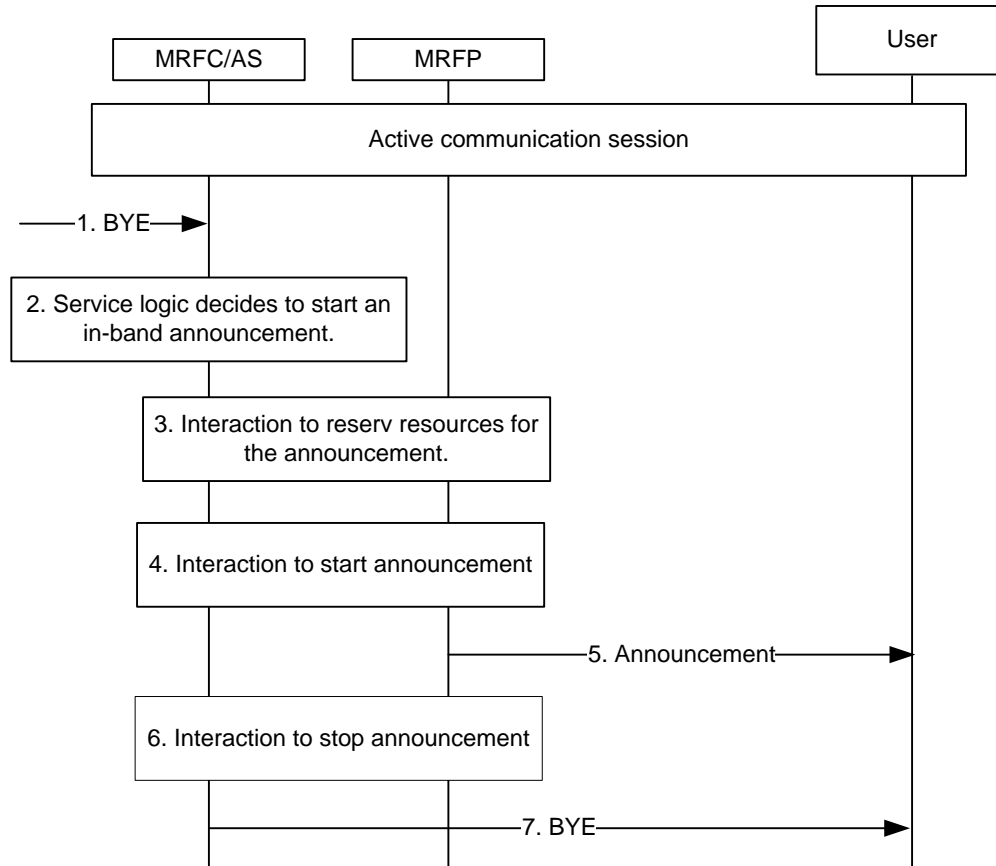 MRFC/AS
MRFP
User
Active communication session
1. BYE
2. Service logic decides to start an
in-band announcement.
3. Interaction to reserv resources for
the announcement.
4. Interaction to start announcement
5. Announcement
6. Interaction to stop announcement
7. BYE